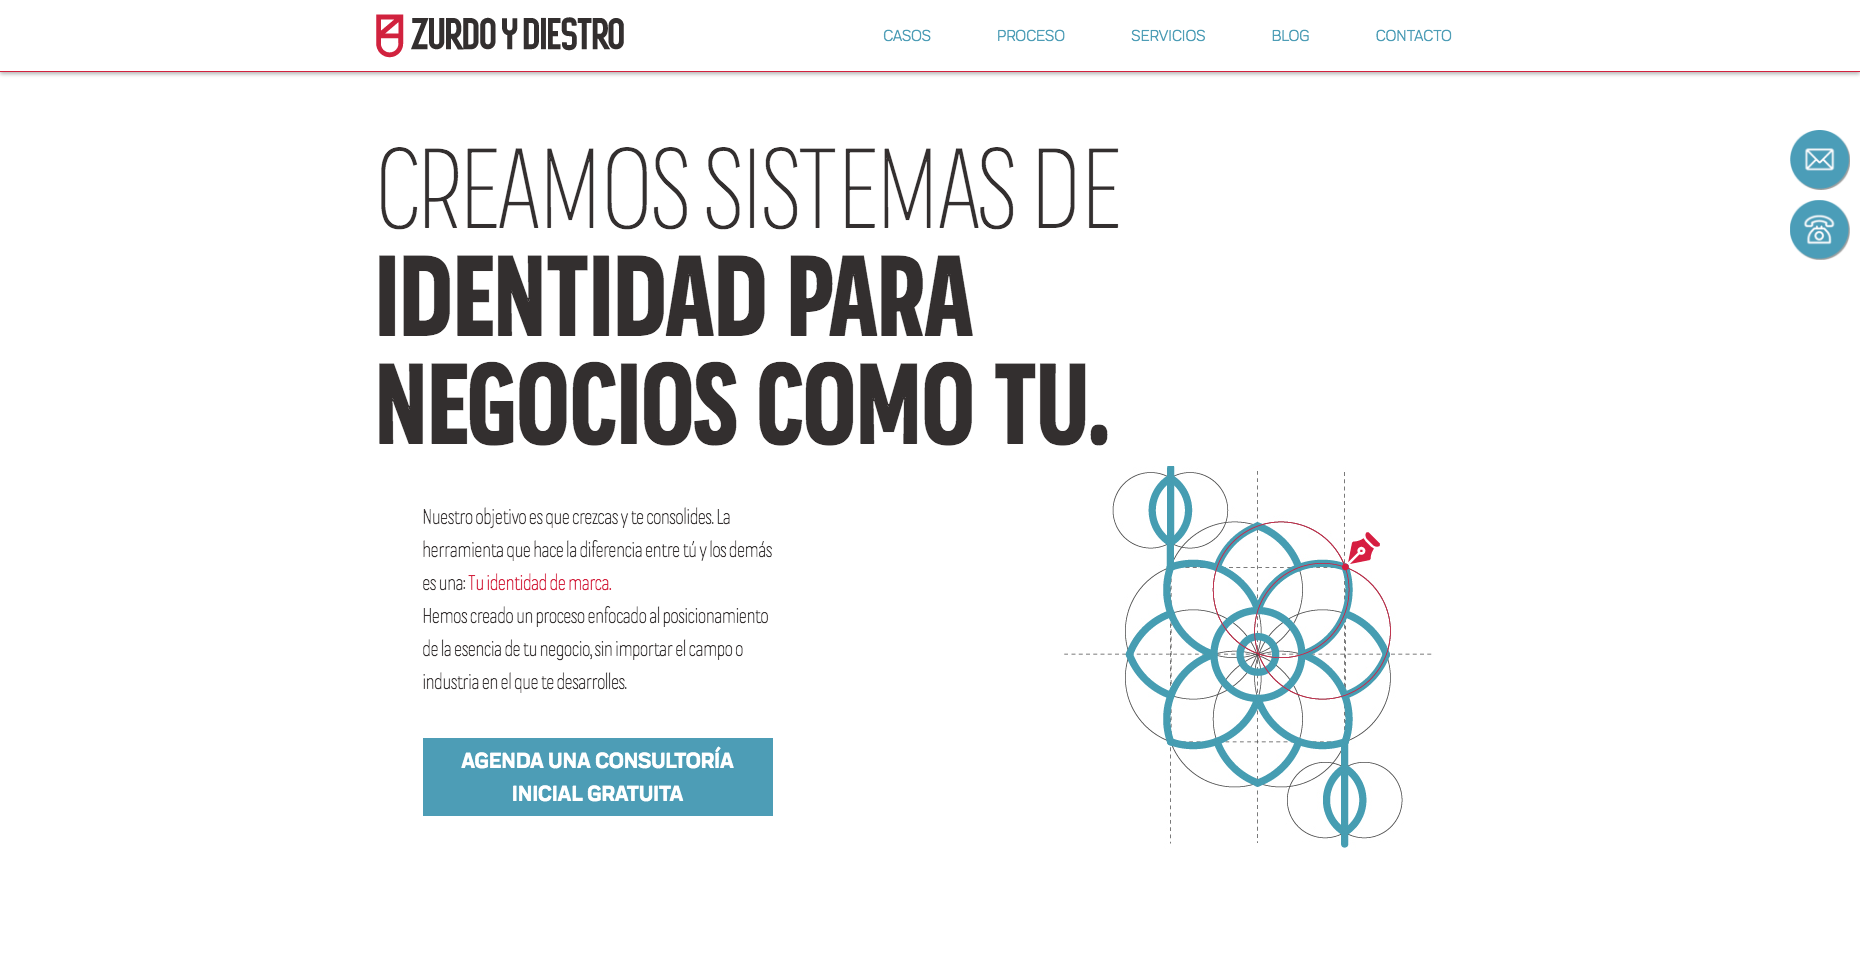 ZURDO Y DIESTRO
CASOS
PROCESO
SERVICIOS
BLOG
CONTACTO
CREAMOS SISTEMAS DE
IDENTIDAD PARA
NEGOCIOS COMO TU.
Nuestro objetivo es que crezcas y te consolides. La
herramienta que hace la diferencia entre tú y los demás
es una: Tu identidad de marca.
Hemos creado un proceso enfocado al posicionamiento
de la esencia de tu negocio, sin importar el campo o
industria en el que te desarrolles.
AGENDA UNA CONSULTORÍA
INICIAL GRATUITA